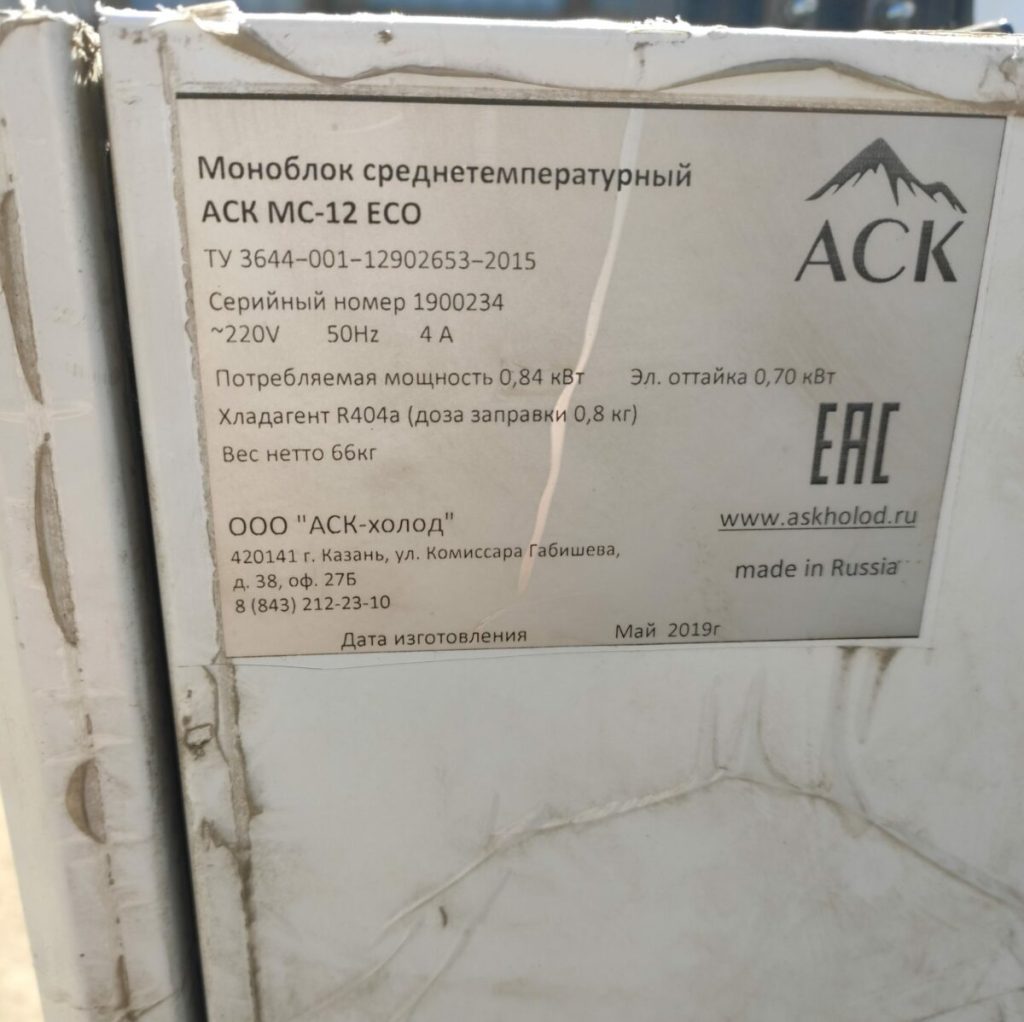 Моноблок среднетемпературный
АСК МС-12 ECO
АСК
ТУ 3644-001-12902653-2015
Серийный номер 1900234
~220V 50Hz 4 A
Потребляемая мощность 0,84 кВт Эл. оттайка 0,70 кВт
Хладагент R404a (доза заправки 0,8 кг)
Вес нетто 66кг
EAC
ООО "АСК-холод"
www.askholod.ru
420141 г. Казань, ул. Комиссара Габишева,
д. 38, оф. 27Б
8 (843) 212-23-10
made in Russia
Дата изготовления Май 2019г